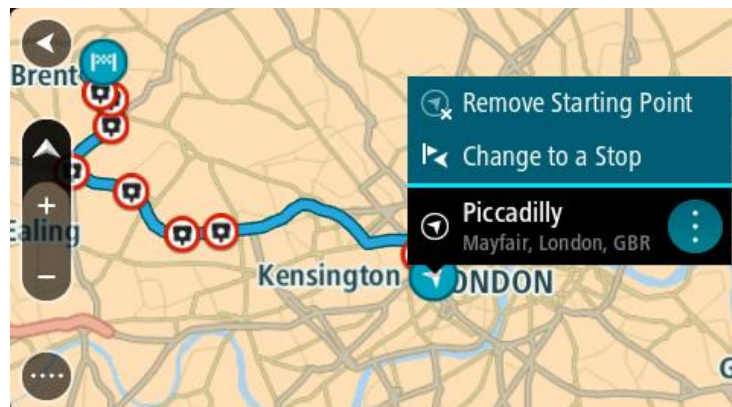 Brent
Remove Starting Point
Change to a Stop
Piccadilly
Mayfair, London, GBR
+
Ealing
-
Kensington
ONDON
G